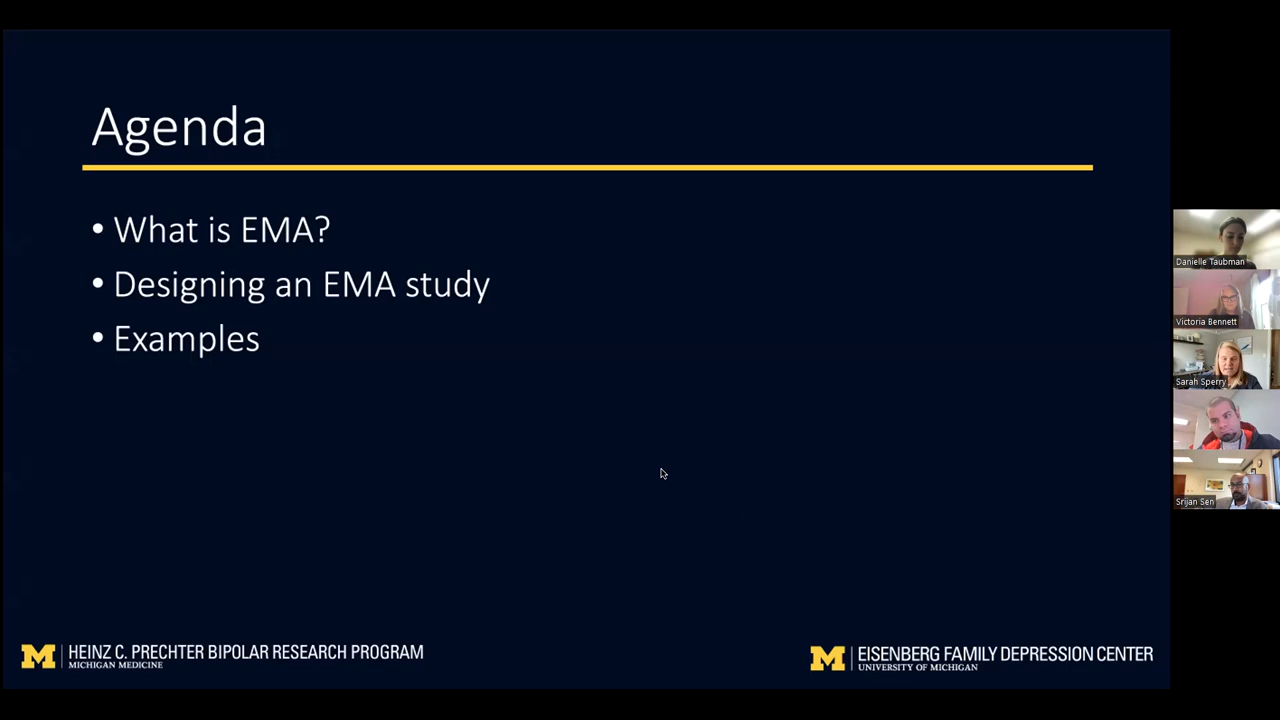 Agenda
• What is EMA?
• Designing an EMA study
• Examples
Danielle Taubman
Victoria Bennett
Sarah Sperry
Srijan Sen
M HEINZ C. PRECHTER BIPOLAR RESEARCH PROGRAM
MICHIGAN MEDICINE
M EISENBERG FAMILY DEPRESSION CENTER
UNIVERSITY OF MICHIGAN